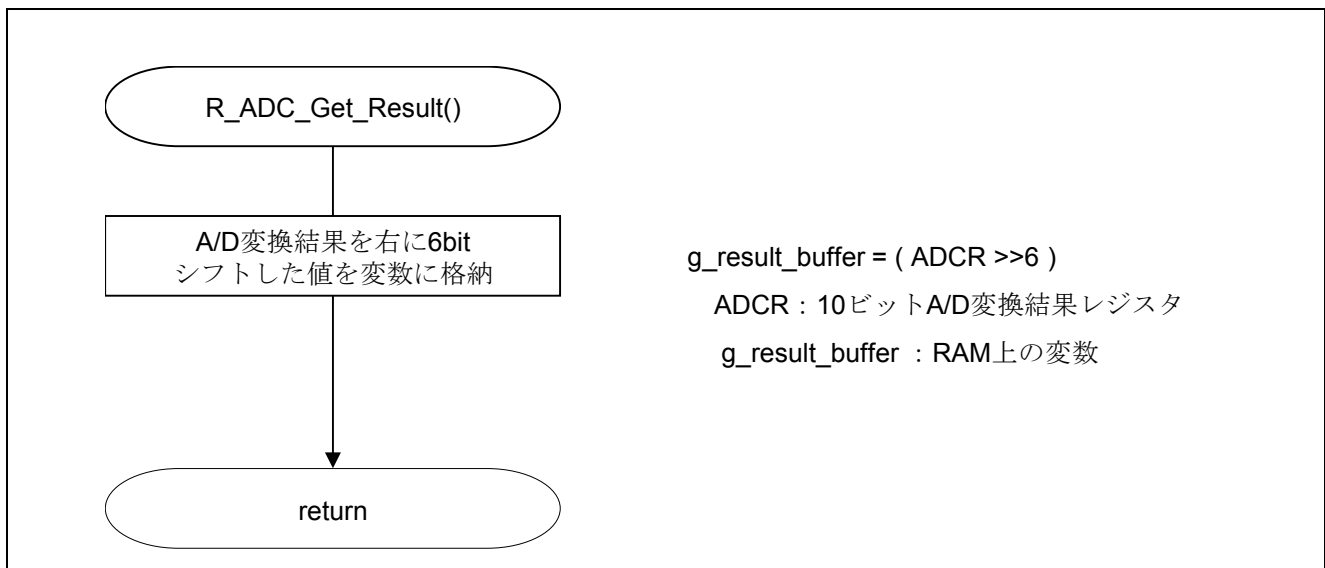 R_ADC_Get_Result()
A/D変換結果を右に6bit
シフトした値を変数に格納
g_result_buffer = ( ADCR >>6 )
ADCR：10ビットA/D変換結果レジスタ
g_result_buffer ：RAM上の変数
return